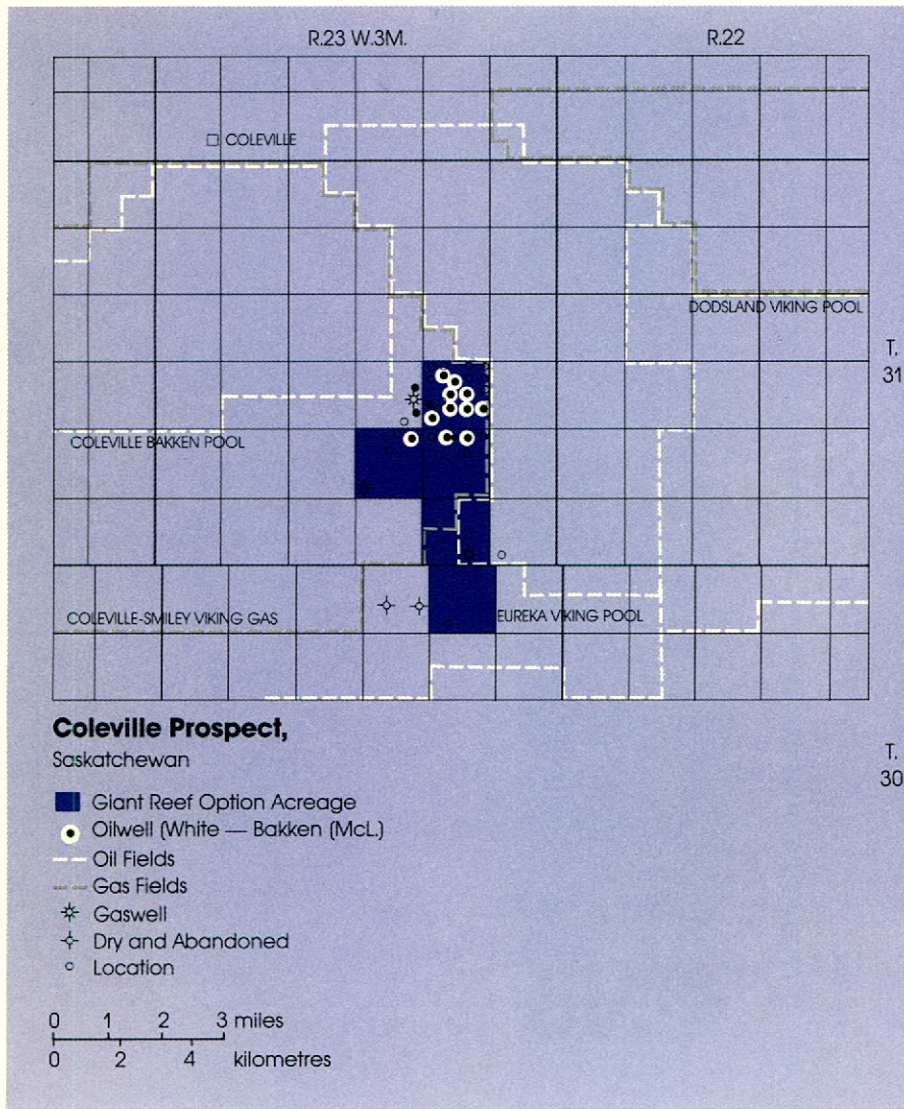 R.23 W.3M. R.22
COLEVILLE
DODSLAND VIKING POOL
T.
31
COLEVILLE BAKKEN POOL
COLEVILLE-SMILEY VIKING GAS
EUREKA VIKING POOL
Coleville Prospect,
Saskatchewan
T.
30
Giant Reef Option Acreage
Oilwell (White — Bakken (McL.)
Oil Fields
Gas Fields
Gaswell
Dry and Abandoned
Location
0 1 2 3 miles
0 2 4 kilometres